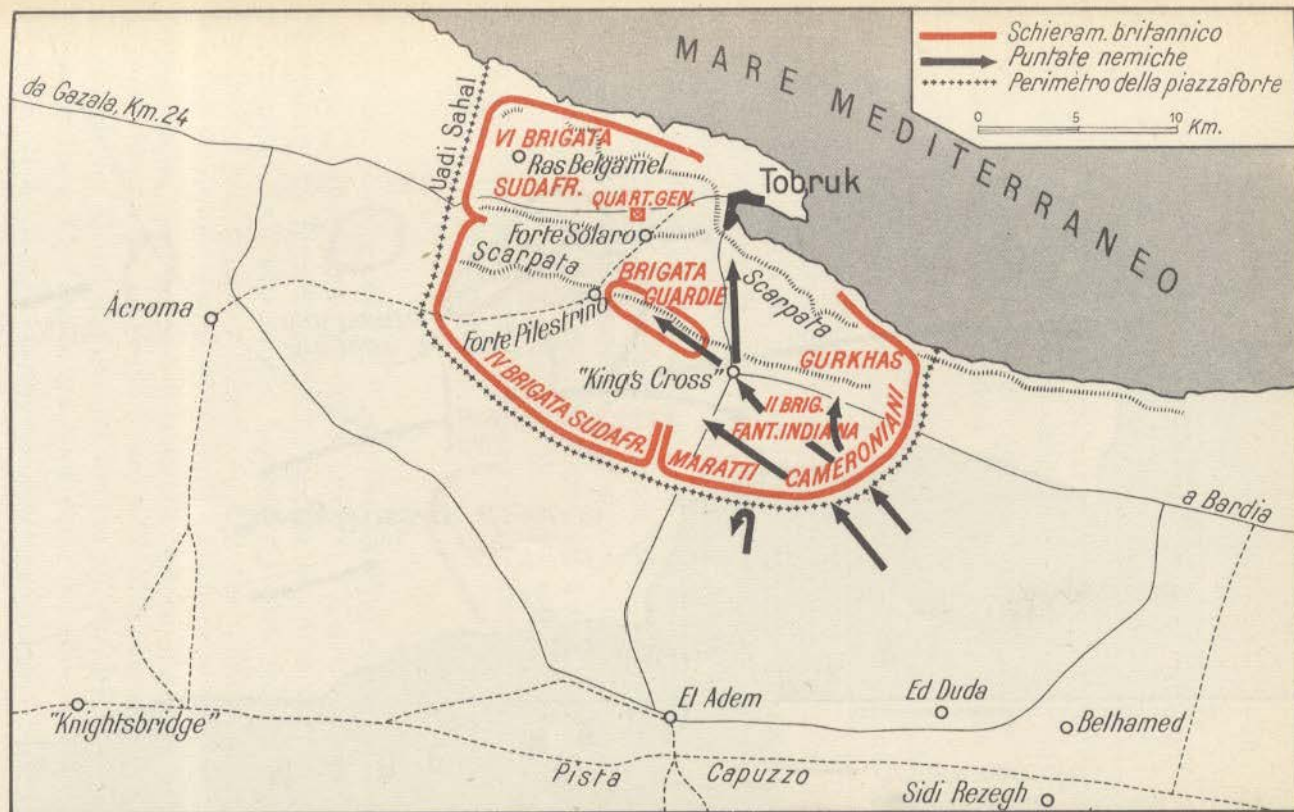 Schieram. britannico
Puntate nemiche
Perimetro della piazzaforte
0 5 10 Km.
MARE MEDITERRANEO
da Gazala, Km. 24
Uadi Sahal
VI BRIGATA
Ras Belgamel
SUDAFR.
QUART. GEN.
Tobruk
Forte Solaro
Scarpata
BRIGATA
GUARDIE
Scarpata
Acroma
Forte Pilestrino
"King's Cross"
GURKHAS
IV BRIGATA SUDAFR.
II BRIG.
FANT. INDIANA
MARATTI
CAMERONIANI
a Bardia
El Adem
Ed Duda
"Knightsbridge"
Belhamed
Pista Capuzzo
Sidi Rezegh